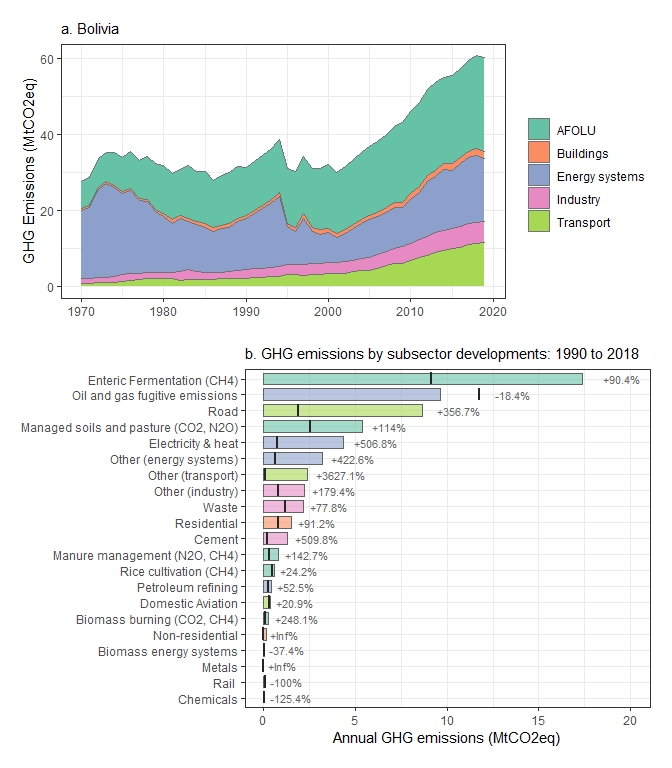 a. Bolivia
GHG Emissions (MtCO2eq)
60
40
20
0
1970
1980
1990
2000
2010
2020
AFOLU
Buildings
Energy systems
Industry
Transport
b. GHG emissions by subsector developments: 1990 to 2018
Enteric Fermentation (CH4) +90.4%
Oil and gas fugitive emissions -18.4%
Road +356.7%
Managed soils and pasture (CO2, N2O) +114%
Electricity & heat +506.8%
Other (energy systems) +422.6%
Other (transport) +3627.1%
Other (industry) +179.4%
Waste +77.8%
Residential +91.2%
Cement +509.8%
Manure management (N2O, CH4) +142.7%
Rice cultivation (CH4) +24.2%
Petroleum refining +52.5%
Domestic Aviation +20.9%
Biomass burning (CO2, CH4) +248.1%
Non-residential +Inf%
Biomass energy systems -37.4%
Metals +Inf%
Rail -100%
Chemicals -125.4%
0
5
10
15
20
Annual GHG emissions (MtCO2eq)